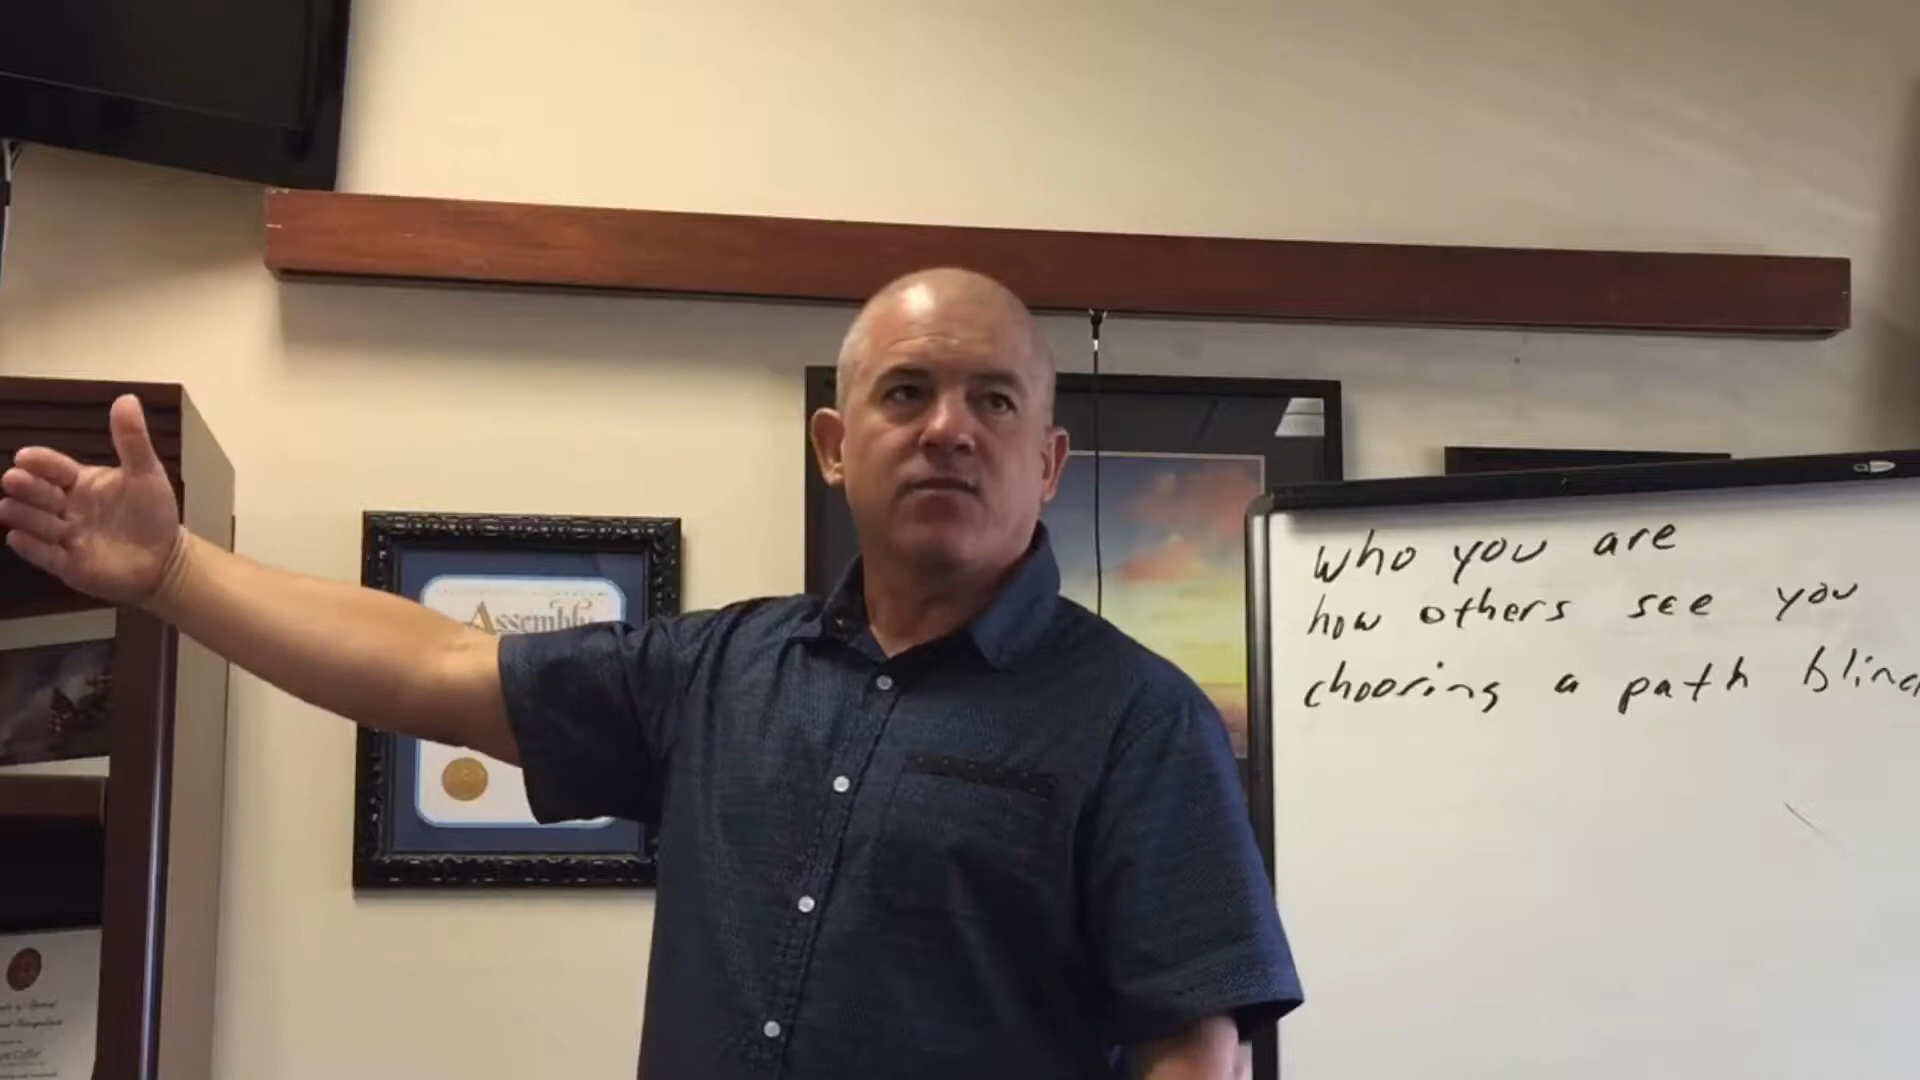 Assembly
who you are
how others see you
choosing a path